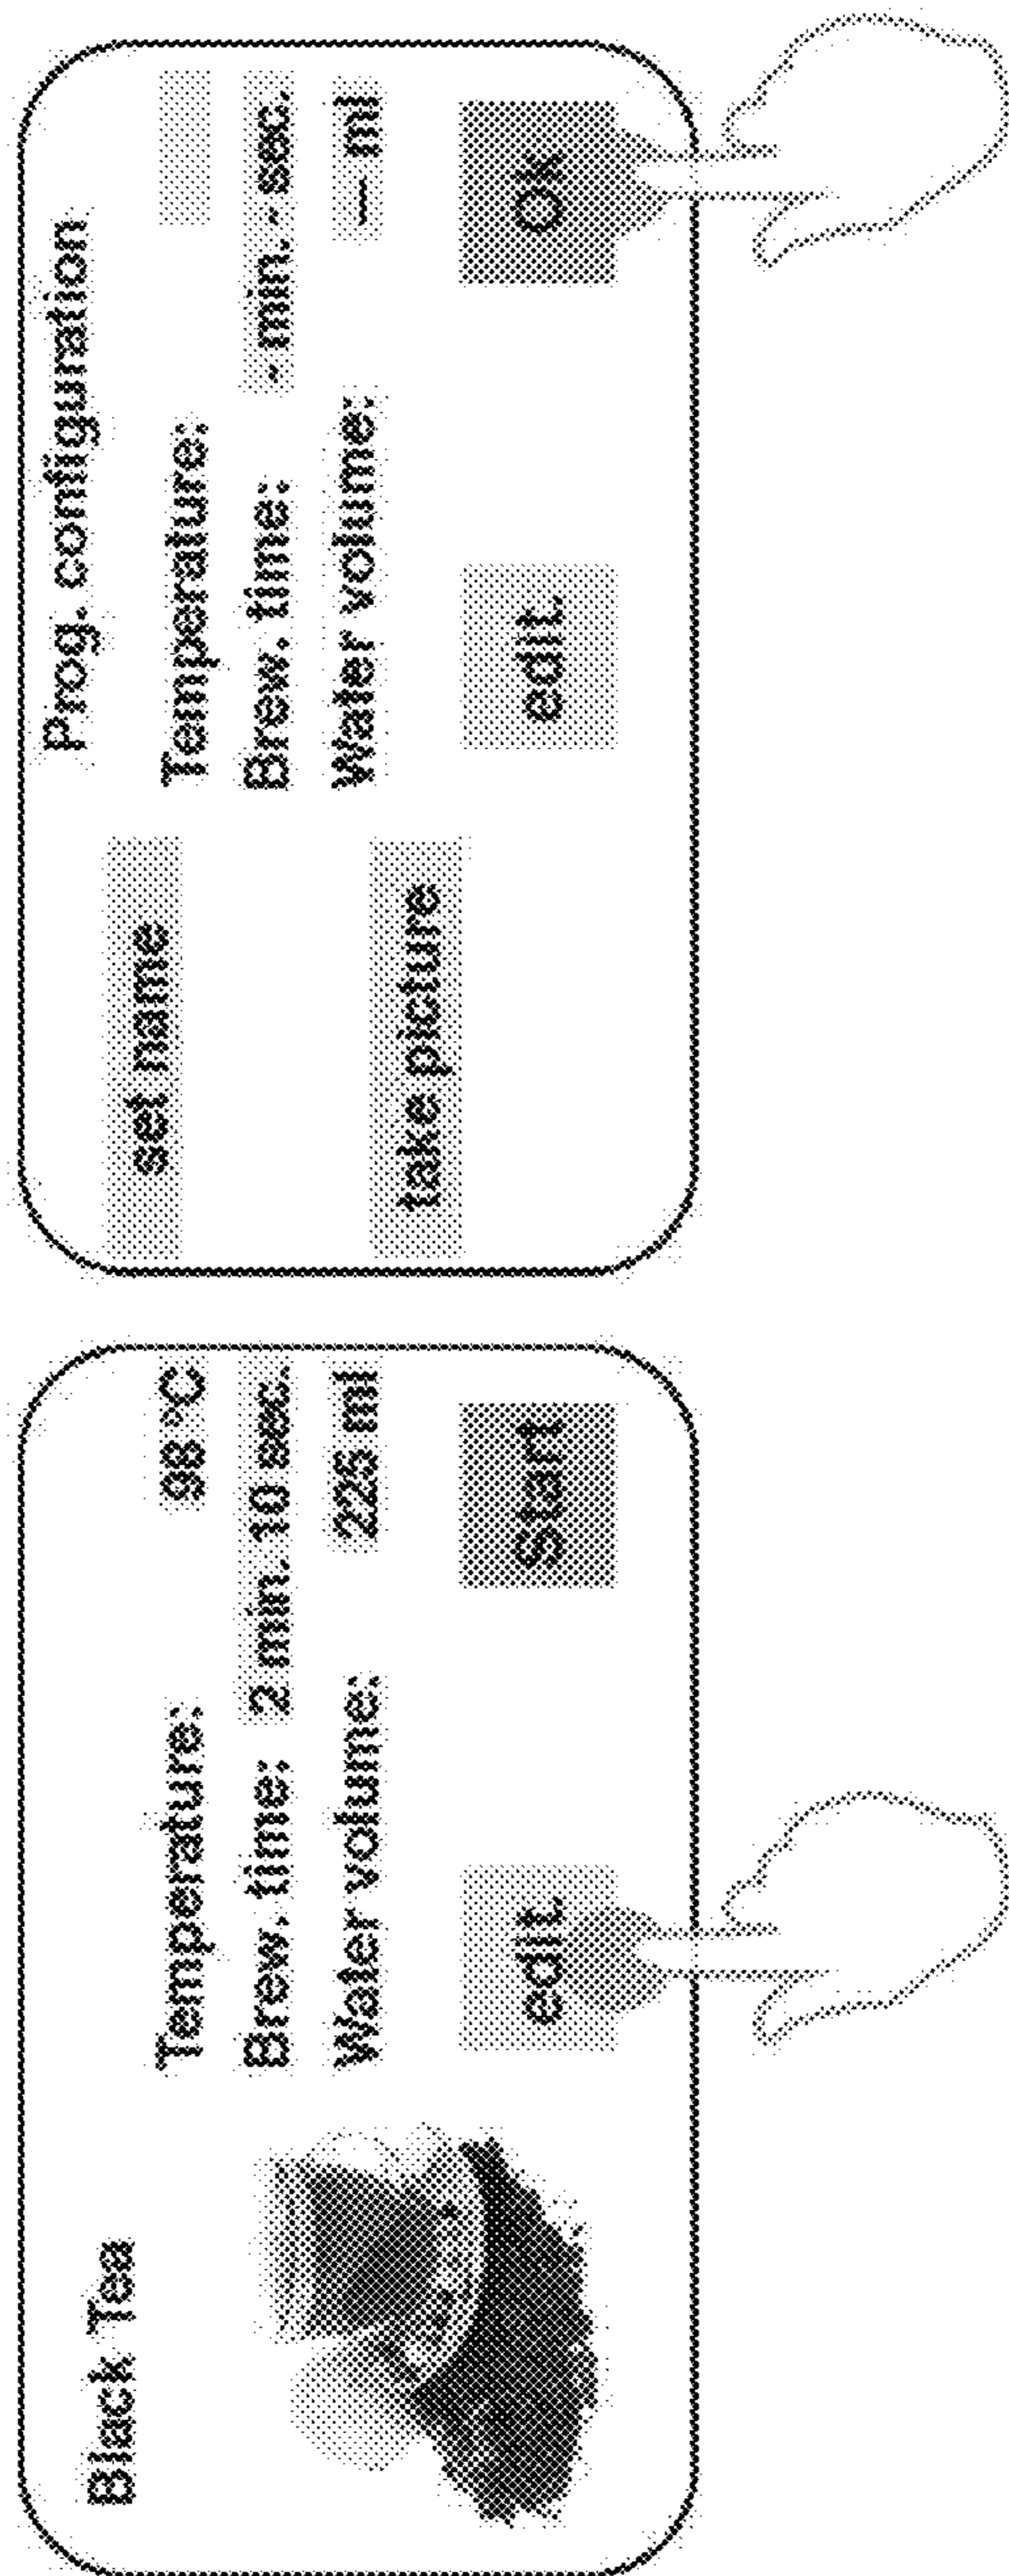 Black Tea
Temperature: 98 °C
Brew. time: 2 min. 10 sec.
Water volume: 225 ml
edit.
Start
Prog. configuration
set name
Temperature:
Brew. time: - min. - sec.
Water volume: — ml
take picture
edit.
Ok